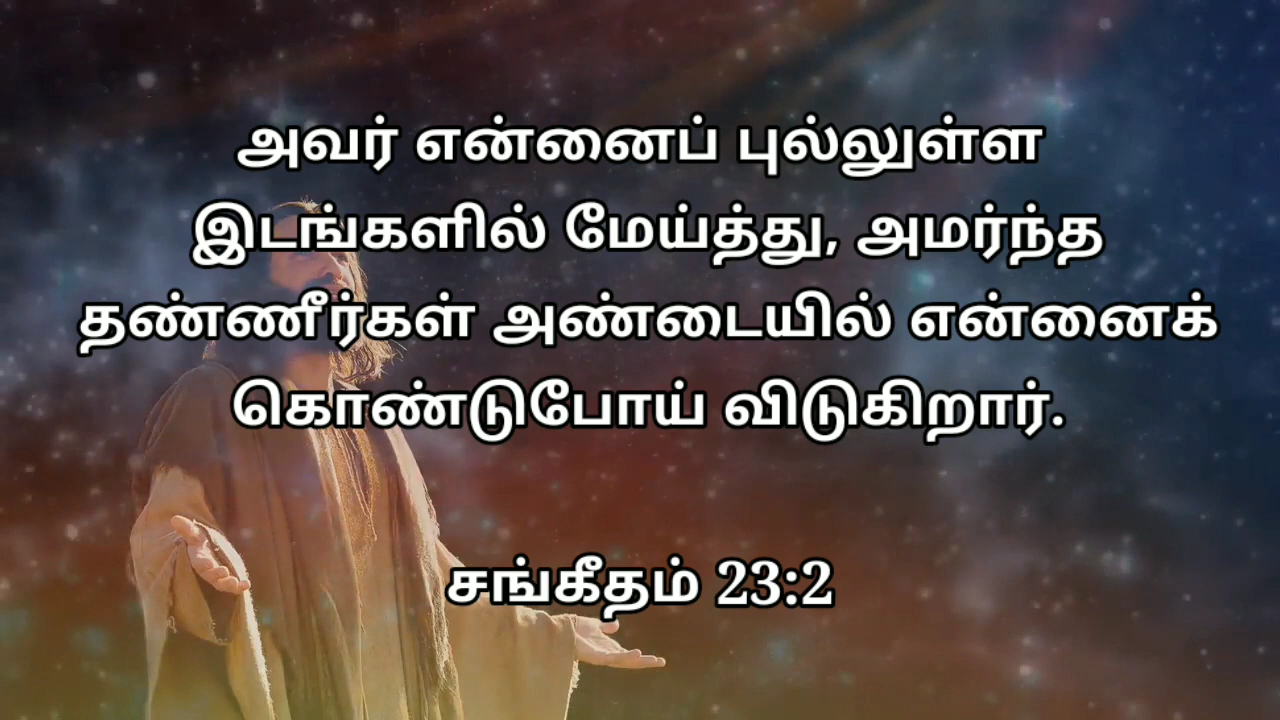 அவர் என்னைப் புல்லுள்ள
இடங்களில் மேய்த்து, அமர்ந்த
தண்ணீர்கள் அண்டையில் என்னைக்
கொண்டுபோய் விடுகிறார்.
சங்கீதம் 23:2